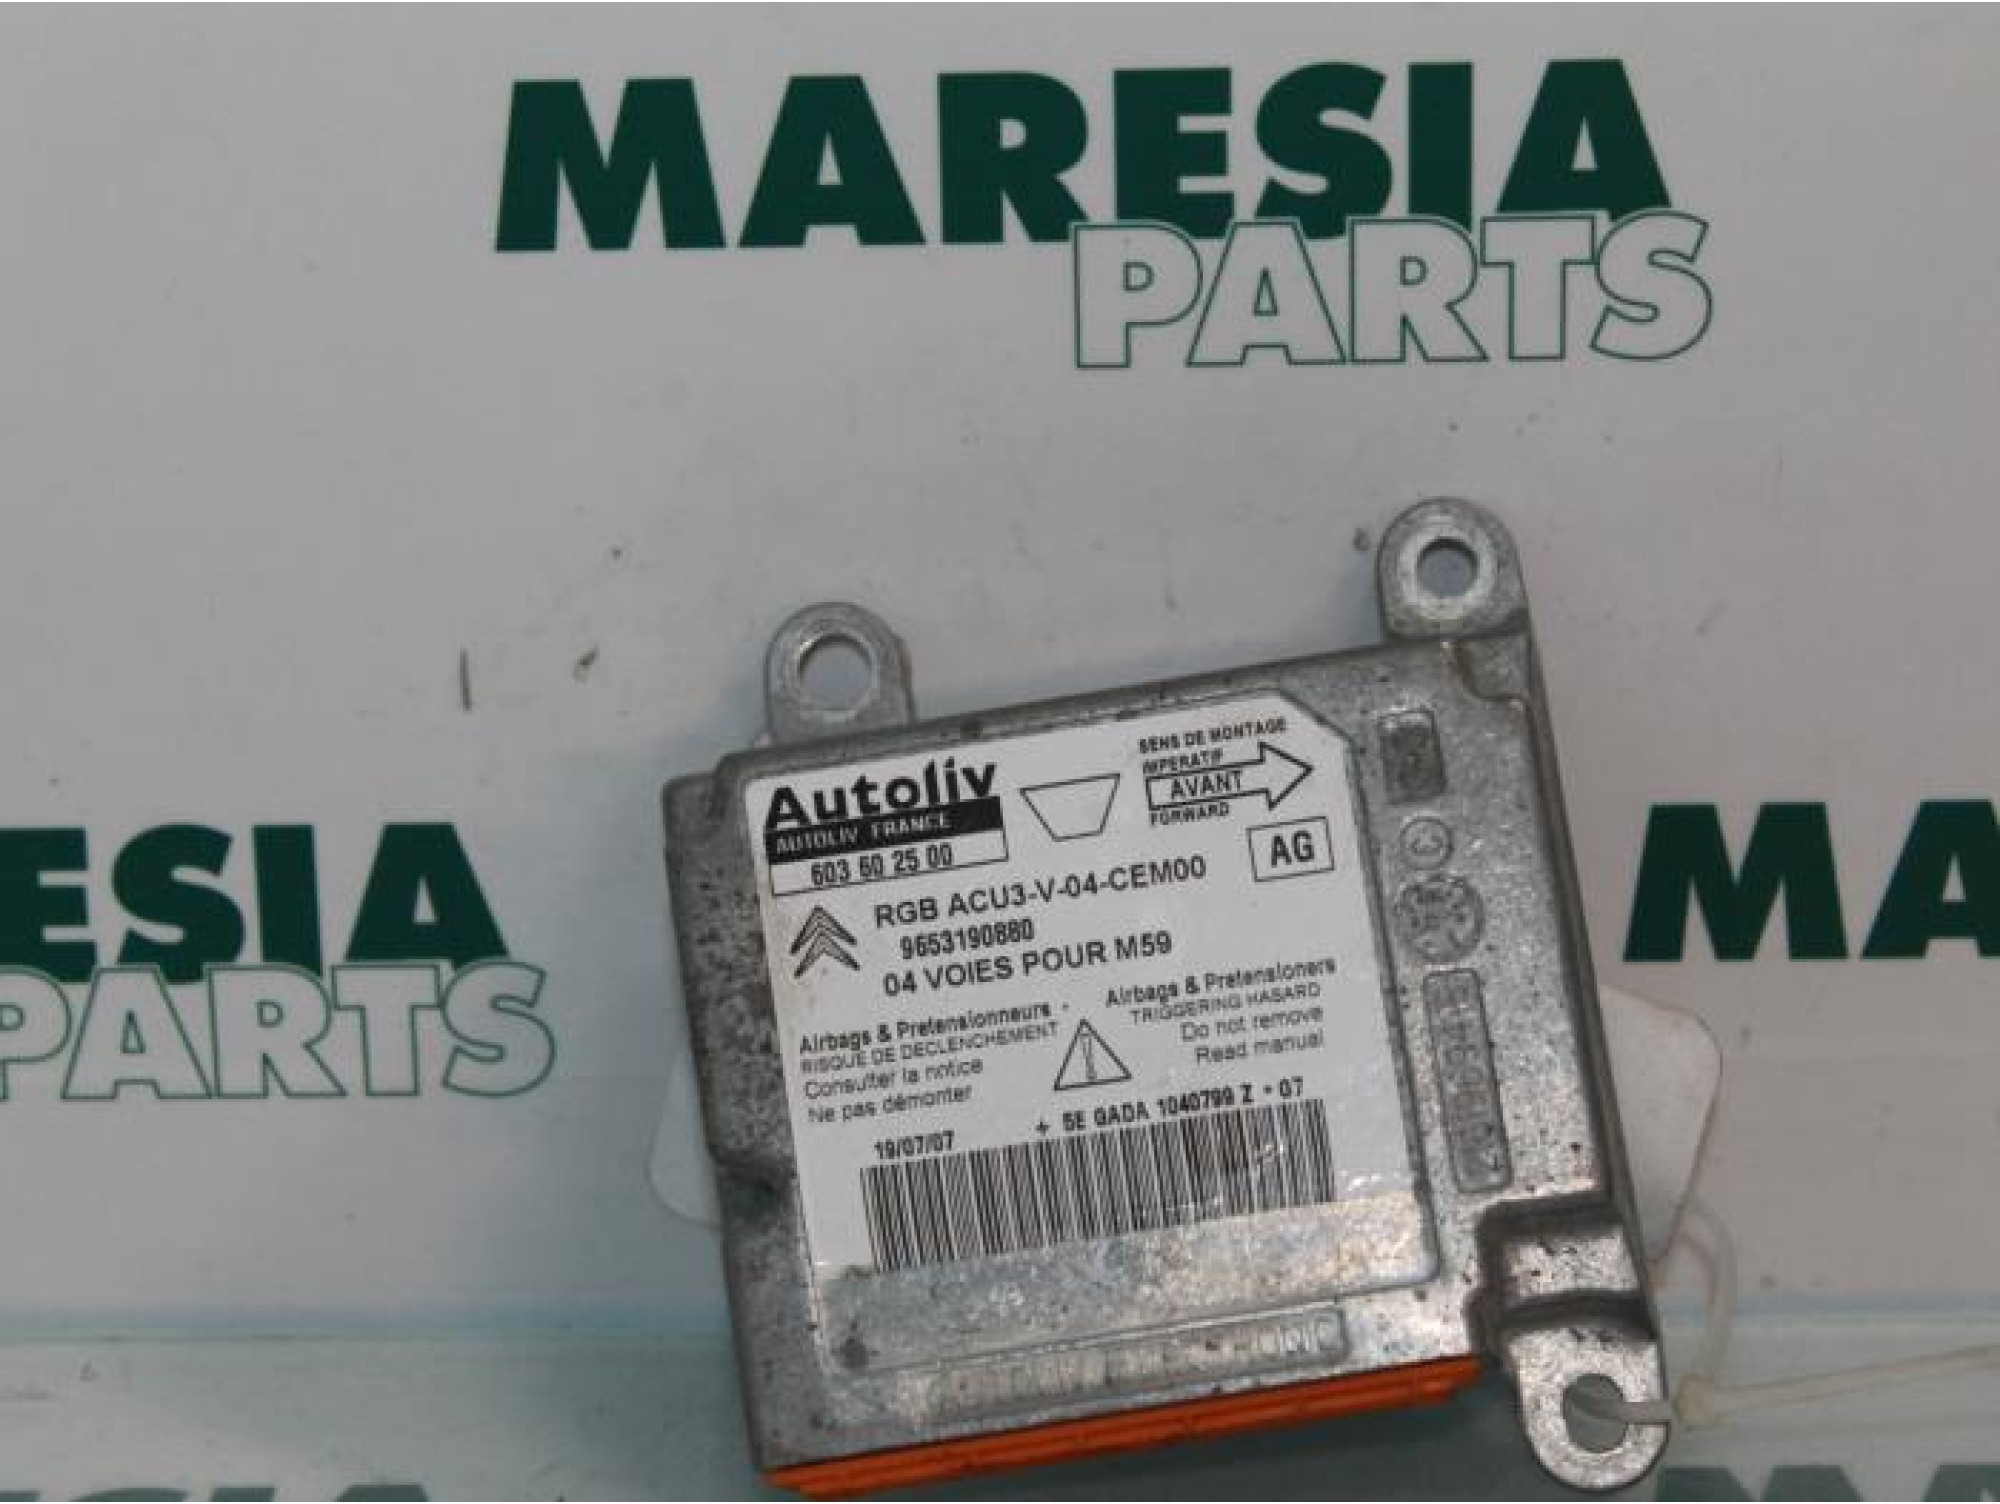 MARESIA
PARTS
ESIA
PARTS
MA
Autoliv
AUTOLIV FRANCE
603 60 25 00
SENS DE MONTAGE
IMPERATIF
AVANT
FORWARD
AG
RGB ACU3-V-04-CEM00
9653190880
04 VOIES POUR M59
Airbags & Pretensionneurs -
RISQUE DE DECLENCHEMENT
Consulter la notice
Ne pas démonter
Airbags & Pretensioners
TRIGGERING HASARD
Do not remove
Read manual
19/07/07
+ 5E GADA 1040799 Z * 07